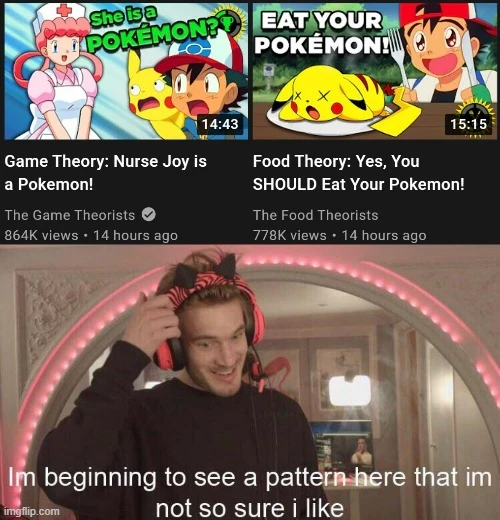 She is a
POKÉMON?
14:43
EAT YOUR
POKÉMON!
15:15
Game Theory: Nurse Joy is
a Pokemon!
The Game Theorists
864K views • 14 hours ago
Food Theory: Yes, You
SHOULD Eat Your Pokemon!
The Food Theorists
778K views • 14 hours ago
Im beginning to see a pattern here that im
not so sure i like
imgflip.com